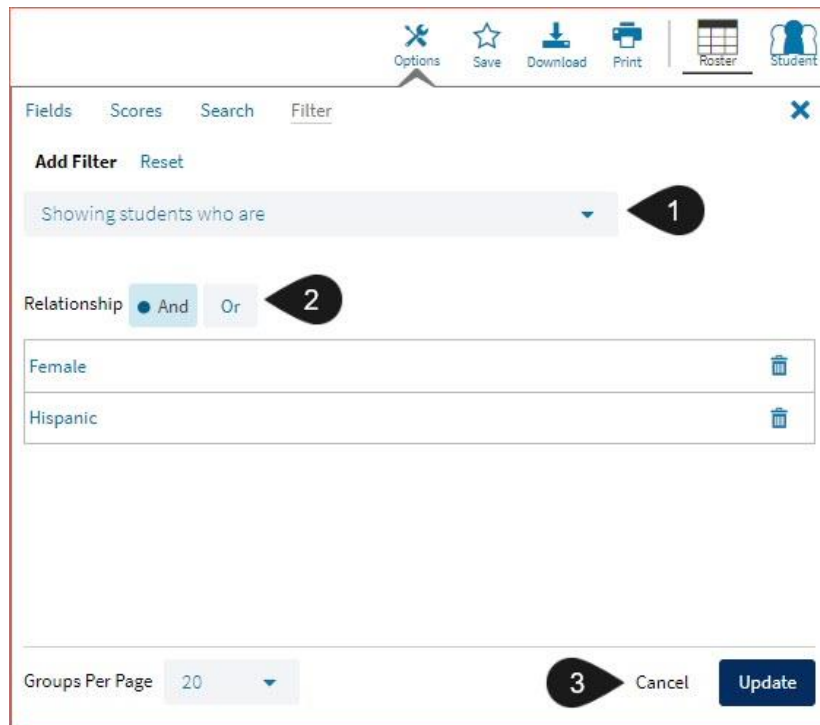 Options Save Download Print Roster Student
Fields Scores Search Filter
Add Filter Reset
Showing students who are
1
Relationship And Or
2
Female
Hispanic
Groups Per Page 20
3
Cancel Update